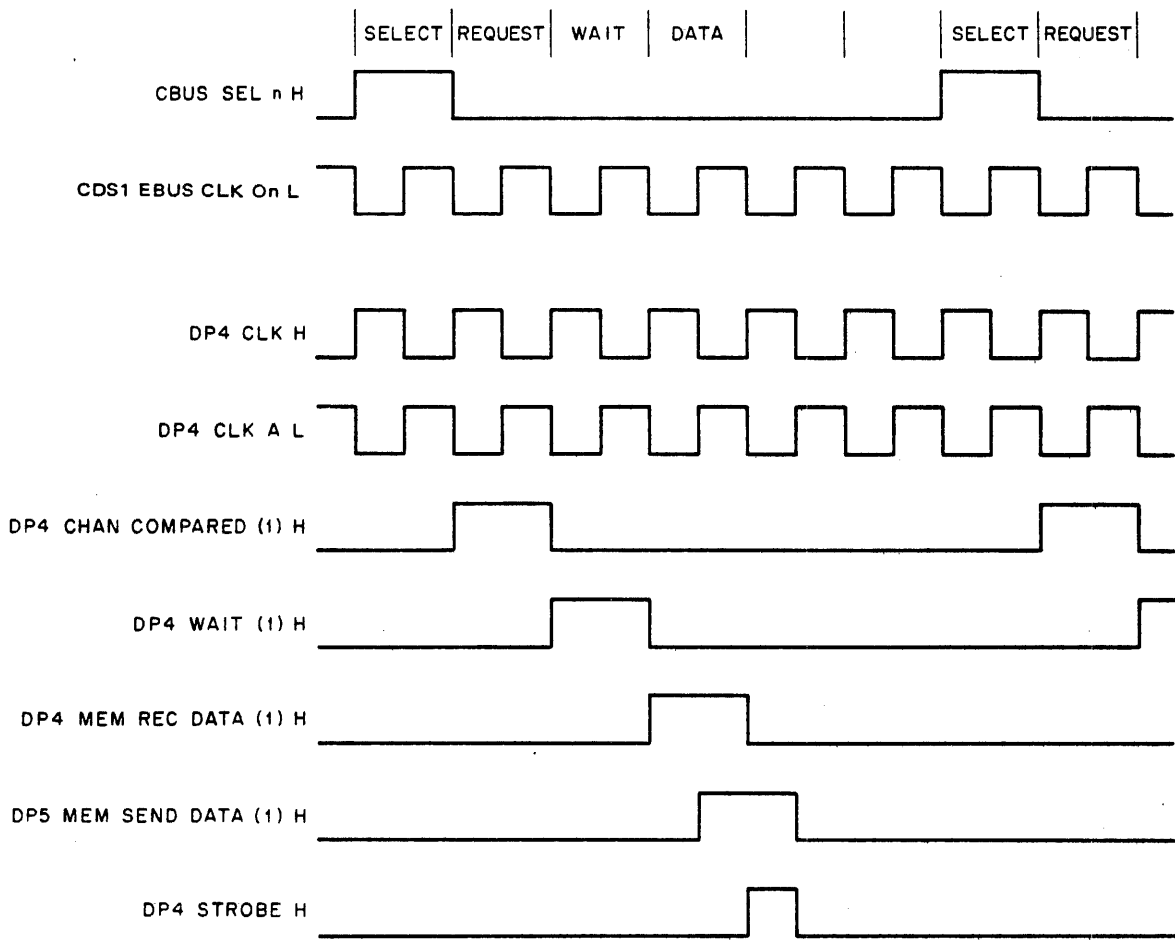 SELECT REQUEST WAIT DATA SELECT REQUEST
CBUS SEL n H
CDS1 EBUS CLK On L
DP4 CLK H
DP4 CLK A L
DP4 CHAN COMPARED (1) H
DP4 WAIT (1) H
DP4 MEM REC DATA (1) H
DP5 MEM SEND DATA (1) H
DP4 STROBE H